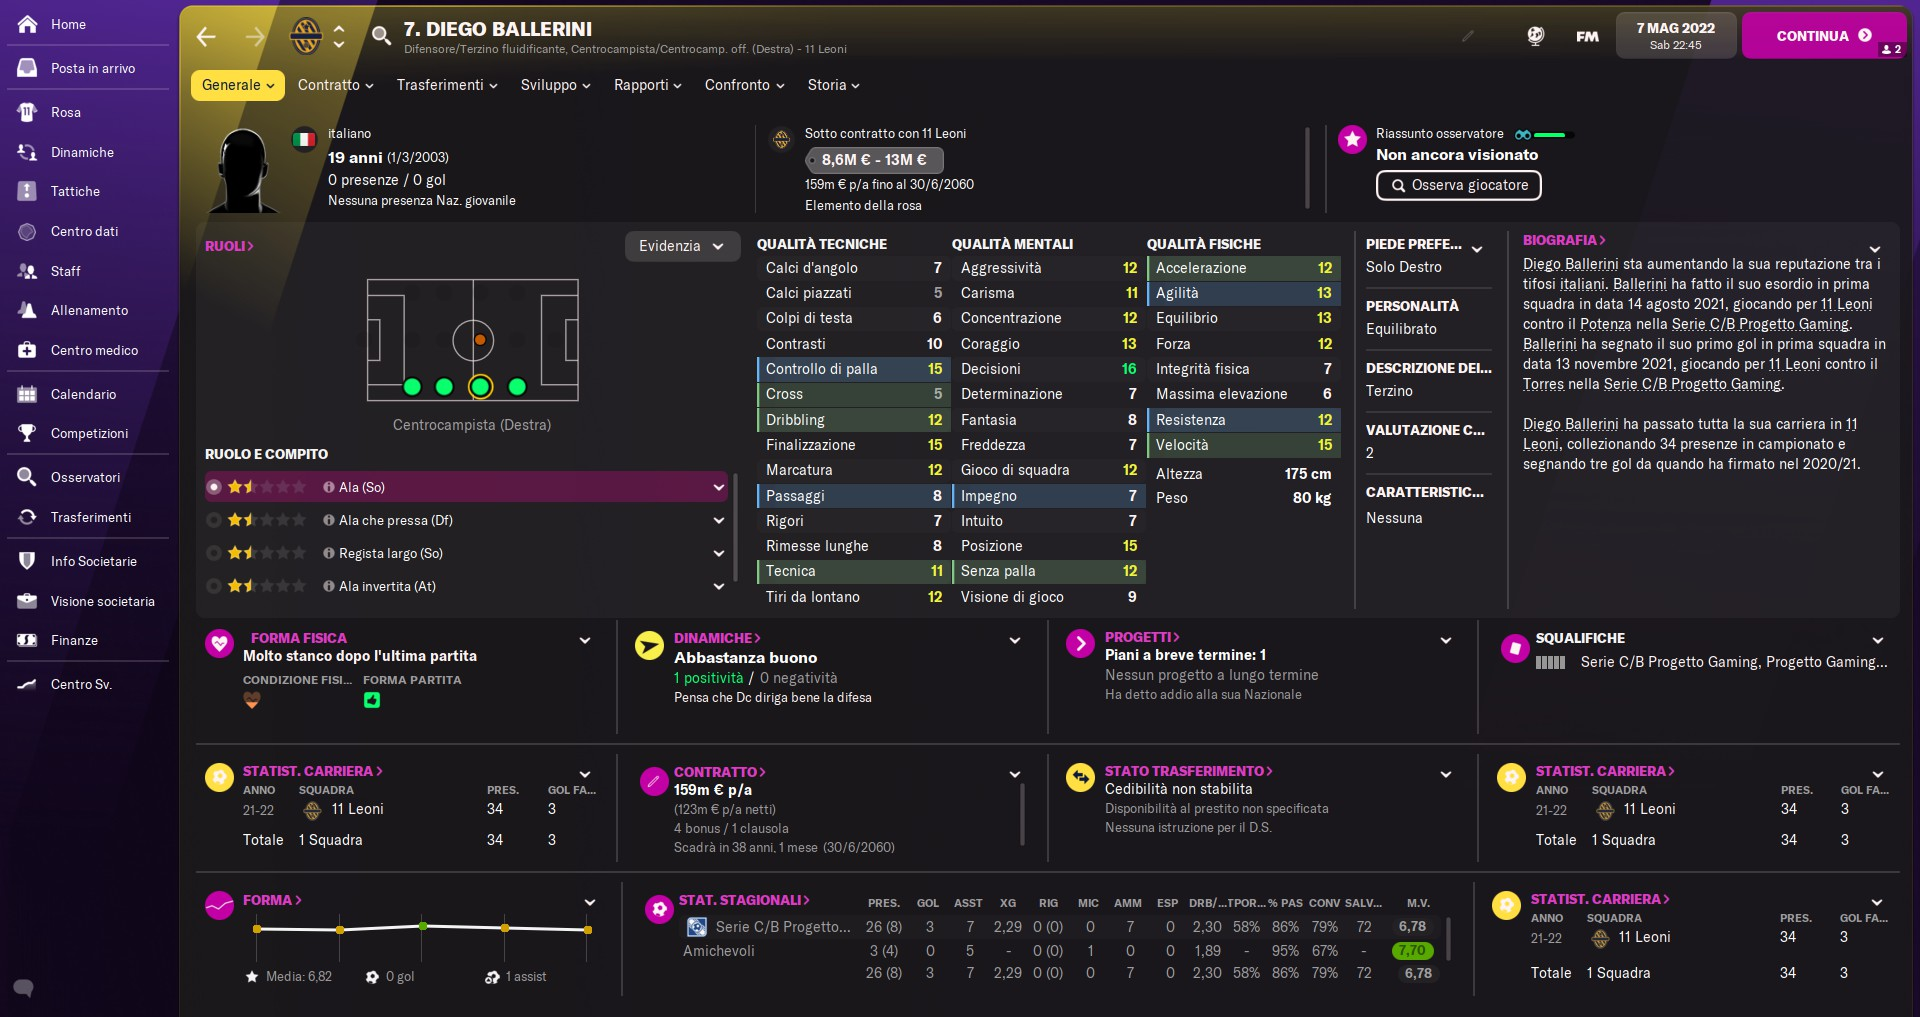 Home
Posta in arrivo
Rosa
Dinamiche
Tattiche
Centro dati
Staff
Allenamento
Centro medico
Calendario
Competizioni
Osservatori
Trasferimenti
Info Societarie
Visione societaria
Finanze
Centro Sv.
7. DIEGO BALLERINI
Difensore/Terzino fluidificante, Centrocampista/Centrocamp. off. (Destra) - 11 Leoni
FM
7 MAG 2022
Sab 22:45
CONTINUA
2
Generale Contratto Trasferimenti Sviluppo Rapporti Confronto Storia
italiano
19 anni (1/3/2003)
0 presenze / 0 gol
Nessuna presenza Naz. giovanile
Sotto contratto con 11 Leoni
8,6M € - 13M €
159m € p/a fino al 30/6/2060
Elemento della rosa
Riassunto osservatore
Non ancora visionato
Osserva giocatore
RUOLI>
Evidenzia
Centrocampista (Destra)
RUOLO E COMPITO
Ala (So)
Ala che pressa (Df)
Regista largo (So)
Ala invertita (At)
QUALITÀ TECNICHE
Calci d'angolo 7
Calci piazzati 5
Colpi di testa 6
Contrasti 10
Controllo di palla 15
Cross 5
Dribbling 12
Finalizzazione 15
Marcatura 12
Passaggi 8
Rigori 7
Rimesse lunghe 8
Tecnica 11
Tiri da lontano 12
QUALITÀ MENTALI
Aggressività 12
Carisma 11
Concentrazione 12
Coraggio 13
Decisioni 16
Determinazione 7
Fantasia 8
Freddezza 7
Gioco di squadra 12
Impegno 7
Intuito 7
Posizione 15
Senza palla 12
Visione di gioco 9
QUALITÀ FISICHE
Accelerazione 12
Agilità 13
Equilibrio 13
Forza 12
Integrità fisica 7
Massima elevazione 6
Resistenza 12
Velocità 15
Altezza 175 cm
Peso 80 kg
PIEDE PREFE...
Solo Destro
PERSONALITÀ
Equilibrato
DESCRIZIONE DEI...
Terzino
VALUTAZIONE C...
2
CARATTERISTIC...
Nessuna
BIOGRAFIA>
Diego Ballerini sta aumentando la sua reputazione tra i
tifosi italiani. Ballerini ha fatto il suo esordio in prima
squadra in data 14 agosto 2021, giocando per 11 Leoni
contro il Potenza nella Serie C/B Progetto Gaming.
Ballerini ha segnato il suo primo gol in prima squadra in
data 13 novembre 2021, giocando per 11 Leoni contro il
Torres nella Serie C/B Progetto Gaming.
Diego Ballerini ha passato tutta la sua carriera in 11
Leoni, collezionando 34 presenze in campionato e
segnando tre gol da quando ha firmato nel 2020/21.
FORMA FISICA
Molto stanco dopo l'ultima partita
CONDIZIONE FISI... FORMA PARTITA
DINAMICHE>
Abbastanza buono
1 positività / 0 negatività
Pensa che Dc diriga bene la difesa
PROGETTI>
Piani a breve termine: 1
Nessun progetto a lungo termine
Ha detto addio alla sua Nazionale
SQUALIFICHE
Serie C/B Progetto Gaming, Progetto Gaming...
STATIST. CARRIERA>
ANNO SQUADRA PRES. GOL FA...
21-22 11 Leoni 34 3
Totale 1 Squadra 34 3
CONTRATTO>
159m € p/a
(123m € p/a netti)
4 bonus / 1 clausola
Scadrà in 38 anni, 1 mese (30/6/2060)
STATO TRASFERIMENTO>
Cedibilità non stabilita
Disponibilità al prestito non specificata
Nessuna istruzione per il D.S.
STATIST. CARRIERA>
ANNO SQUADRA PRES. GOL FA...
21-22 11 Leoni 34 3
Totale 1 Squadra 34 3
FORMA>
Media: 6,82 0 gol 1 assist
STAT. STAGIONALI>
PRES. GOL ASST XG RIG MIC AMM ESP DRB/... TPOR... % PAS CONV SALV... M.V.
Serie C/B Progetto... 26 (8) 3 7 2,29 0 (0) 0 7 0 2,30 58% 86% 79% 72 6,78
Amichevoli 3 (4) 0 5 - 0 (0) 1 0 0 1,89 - 95% 67% - 7,70
26 (8) 3 7 2,29 0 (0) 0 7 0 2,30 58% 86% 79% 72 6,78
STATIST. CARRIERA>
ANNO SQUADRA PRES. GOL FA...
21-22 11 Leoni 34 3
Totale 1 Squadra 34 3